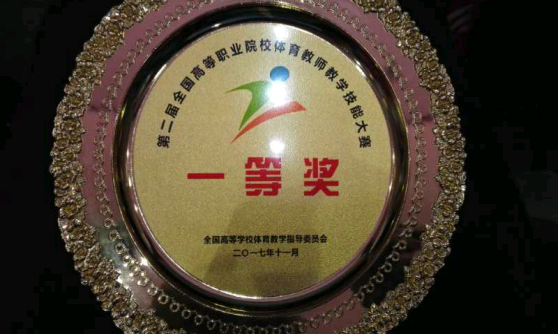 第二届全国高等职业院校体育教师教学技能大赛
一等奖
全国高等学校体育教学指导委员会
二〇一七年十一月